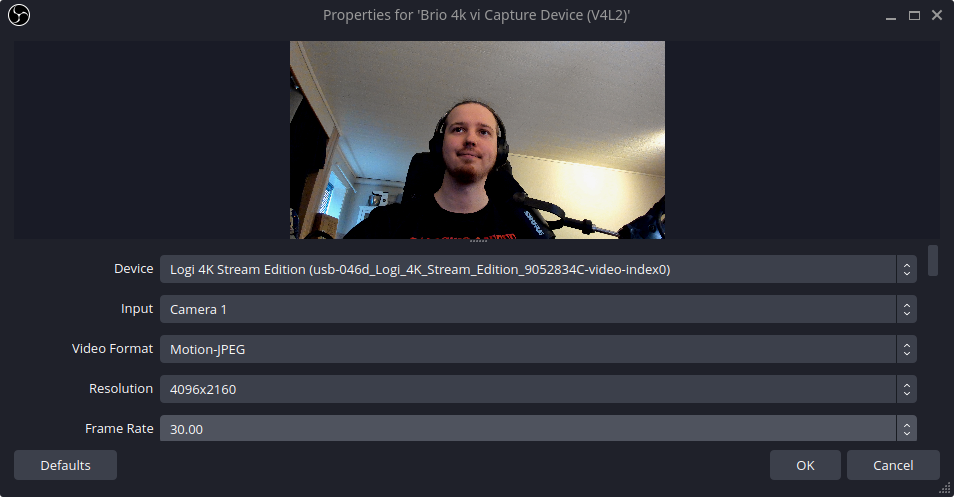 Properties for 'Brio 4k vi Capture Device (V4L2)'
Device Logi 4K Stream Edition (usb-046d_Logi_4K_Stream_Edition_9052834C-video-index0)
Input Camera 1
Video Format Motion-JPEG
Resolution 4096x2160
Frame Rate 30.00
Defaults OK Cancel